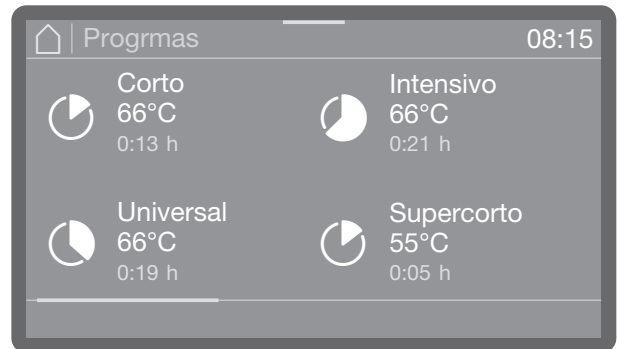 Progrmas
08:15
Corto
66°C
0:13 h
Intensivo
66°C
0:21 h
Universal
66°C
0:19 h
Supercorto
55°C
0:05 h